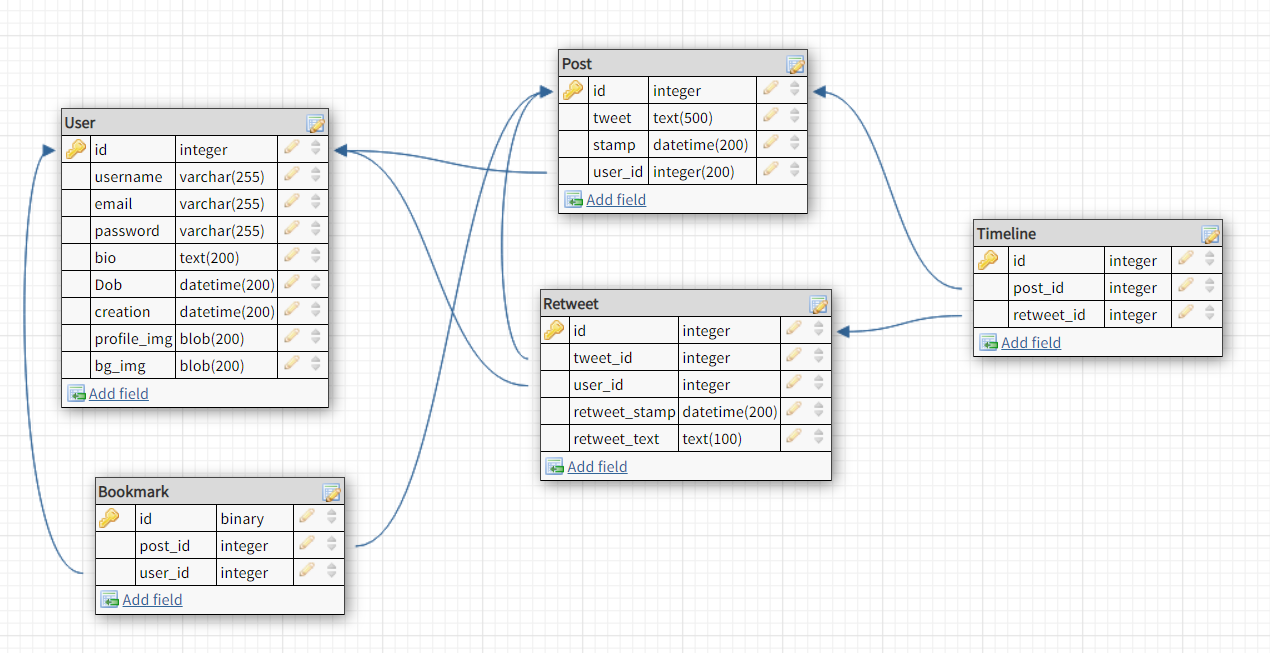 User
id integer
username varchar(255)
email varchar(255)
password varchar(255)
bio text(200)
Dob datetime(200)
creation datetime(200)
profile_img blob(200)
bg_img blob(200)
Add field
Bookmark
id binary
post_id integer
user_id integer
Add field
Post
id integer
tweet text(500)
stamp datetime(200)
user_id integer(200)
Add field
Retweet
id integer
tweet_id integer
user_id integer
retweet_stamp datetime(200)
retweet_text text(100)
Add field
Timeline
id integer
post_id integer
retweet_id integer
Add field